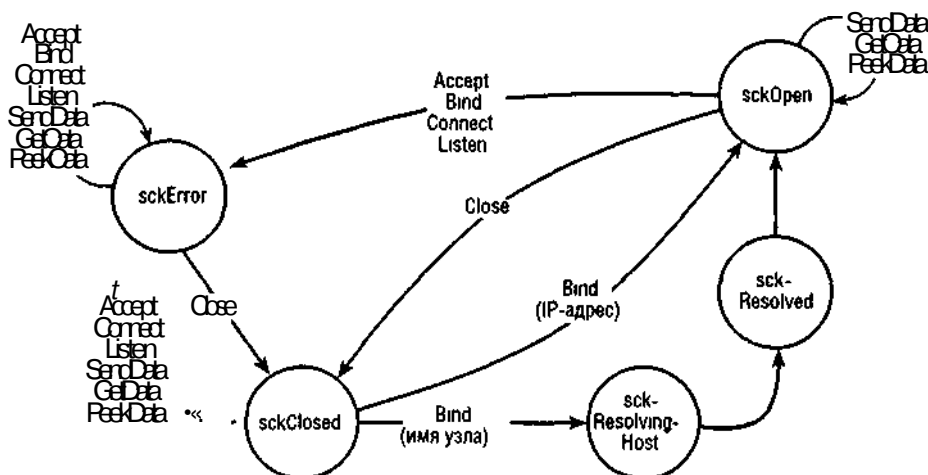 Accept
Bind
Connect
Listen
SendData
GetData
PeekData
sckError
Accept
Bind
Connect
Listen
sckOpen
SendData
GetData
PeekData
Close
sck-
Resolved
Bind
(IP-адрес)
Close
Accept
Connect
Listen
SendData
GetData
PeekData
sckClosed
Bind
(имя узла)
sck-
Resolving-
Host